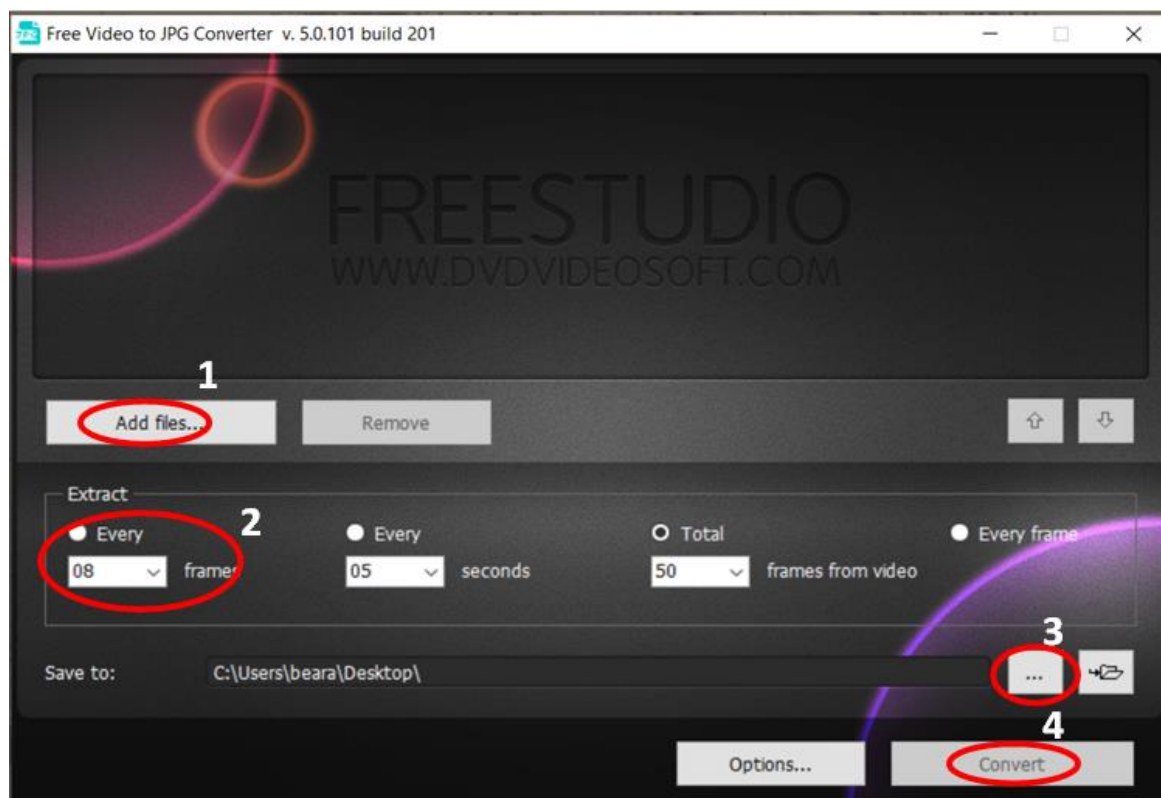 Free Video to JPG Converter v. 5.0.101 build 201
FREESTUDIO
WWW.DVDVIDEOSOFT.COM
1
Add files... Remove
Extract
2
Every Every Total Every frame
08 frames 05 seconds 50 frames from video
3
Save to: C:\Users\beara\Desktop\ ...
4
Options... Convert